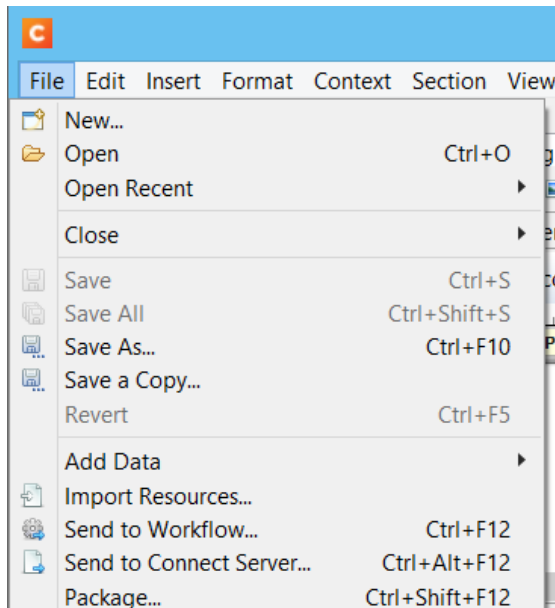 C
File Edit Insert Format Context Section View
New...
Open Ctrl+O
Open Recent
Close
Save Ctrl+S
Save All Ctrl+Shift+S
Save As... Ctrl+F10
Save a Copy...
Revert Ctrl+F5
Add Data
Import Resources...
Send to Workflow... Ctrl+F12
Send to Connect Server... Ctrl+Alt+F12
Package... Ctrl+Shift+F12